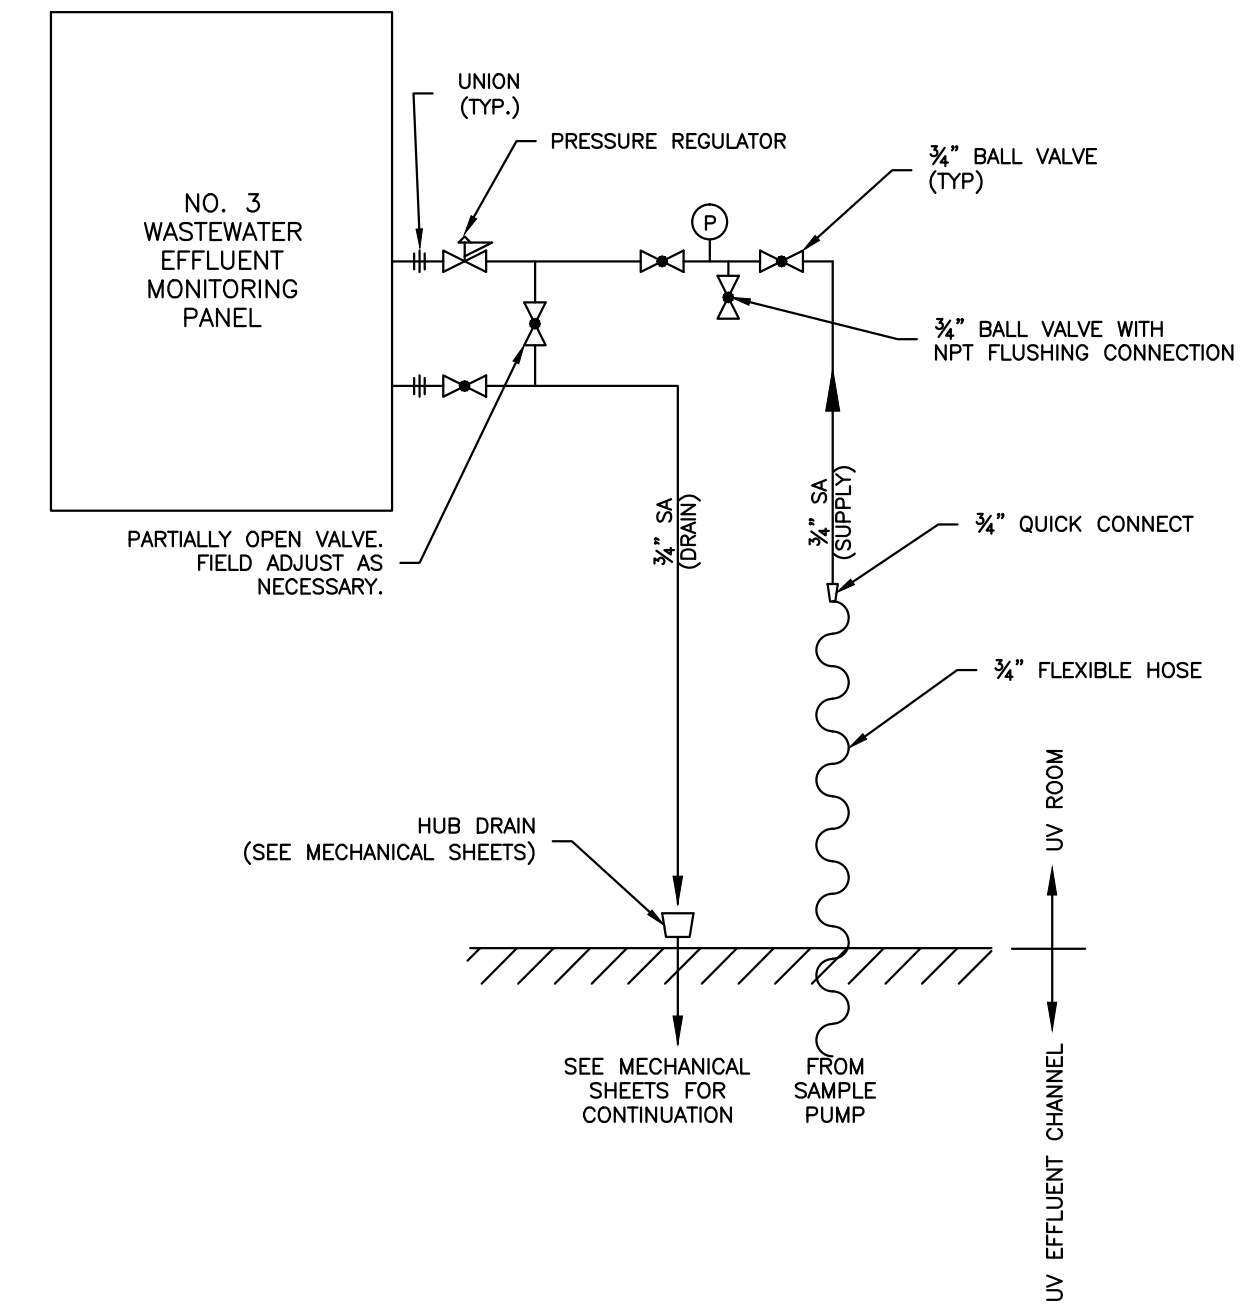 UNION
(TYP.)
PRESSURE REGULATOR
¾" BALL VALVE
(TYP)
NO. 3
WASTEWATER
EFFLUENT
MONITORING
PANEL
P
¾" BALL VALVE WITH
NPT FLUSHING CONNECTION
PARTIALLY OPEN VALVE.
FIELD ADJUST AS
NECESSARY.
¾" SA
(DRAIN)
¾" SA
(SUPPLY)
¾" QUICK CONNECT
¾" FLEXIBLE HOSE
HUB DRAIN
(SEE MECHANICAL SHEETS)
UV ROOM
UV EFFLUENT CHANNEL
SEE MECHANICAL
SHEETS FOR
CONTINUATION
FROM
SAMPLE
PUMP